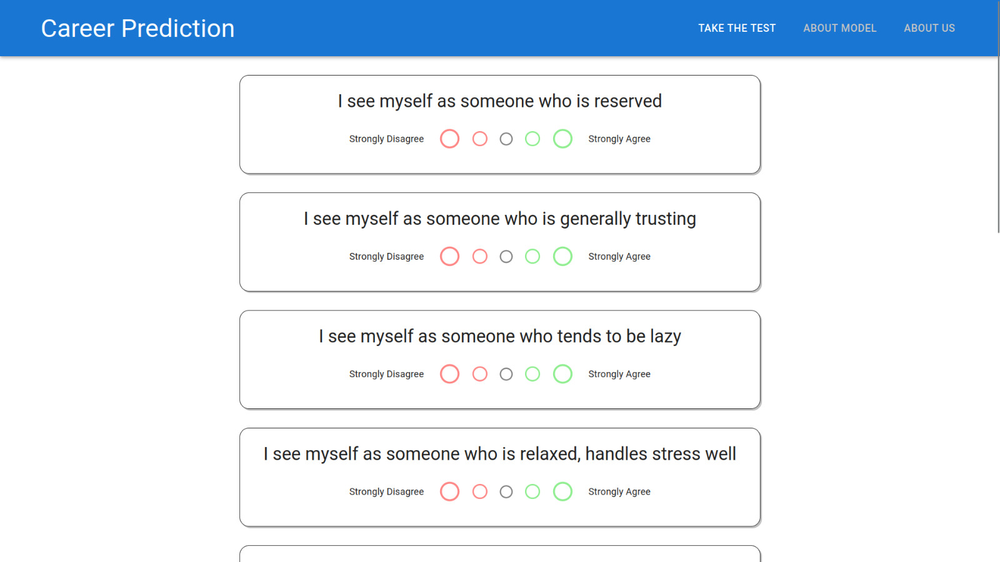 Career Prediction
TAKE THE TEST ABOUT MODEL ABOUT US
I see myself as someone who is reserved
Strongly Disagree Strongly Agree
I see myself as someone who is generally trusting
Strongly Disagree Strongly Agree
I see myself as someone who tends to be lazy
Strongly Disagree Strongly Agree
I see myself as someone who is relaxed, handles stress well
Strongly Disagree Strongly Agree